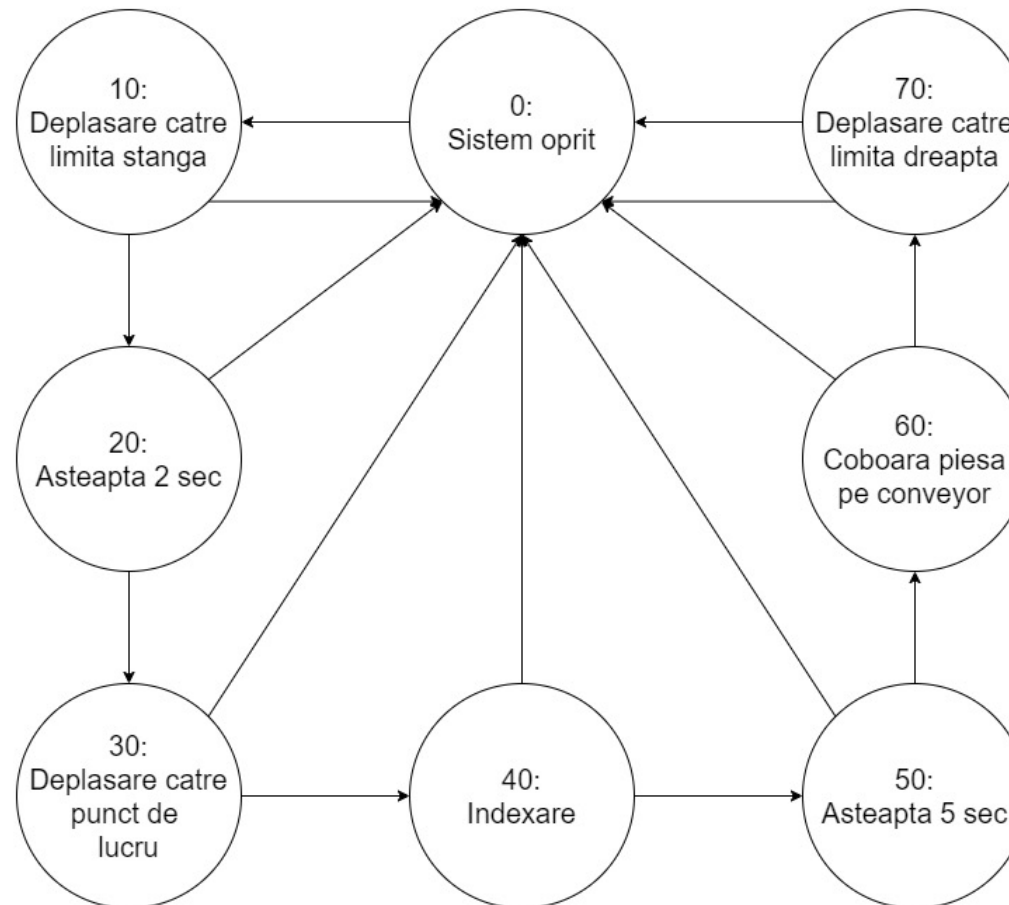 10:
Deplasare catre
limita stanga
0:
Sistem oprit
70:
Deplasare catre
limita dreapta
20:
Asteapta 2 sec
60:
Coboara piesa
pe conveyor
30:
Deplasare catre
punct de
lucru
40:
Indexare
50:
Asteapta 5 sec